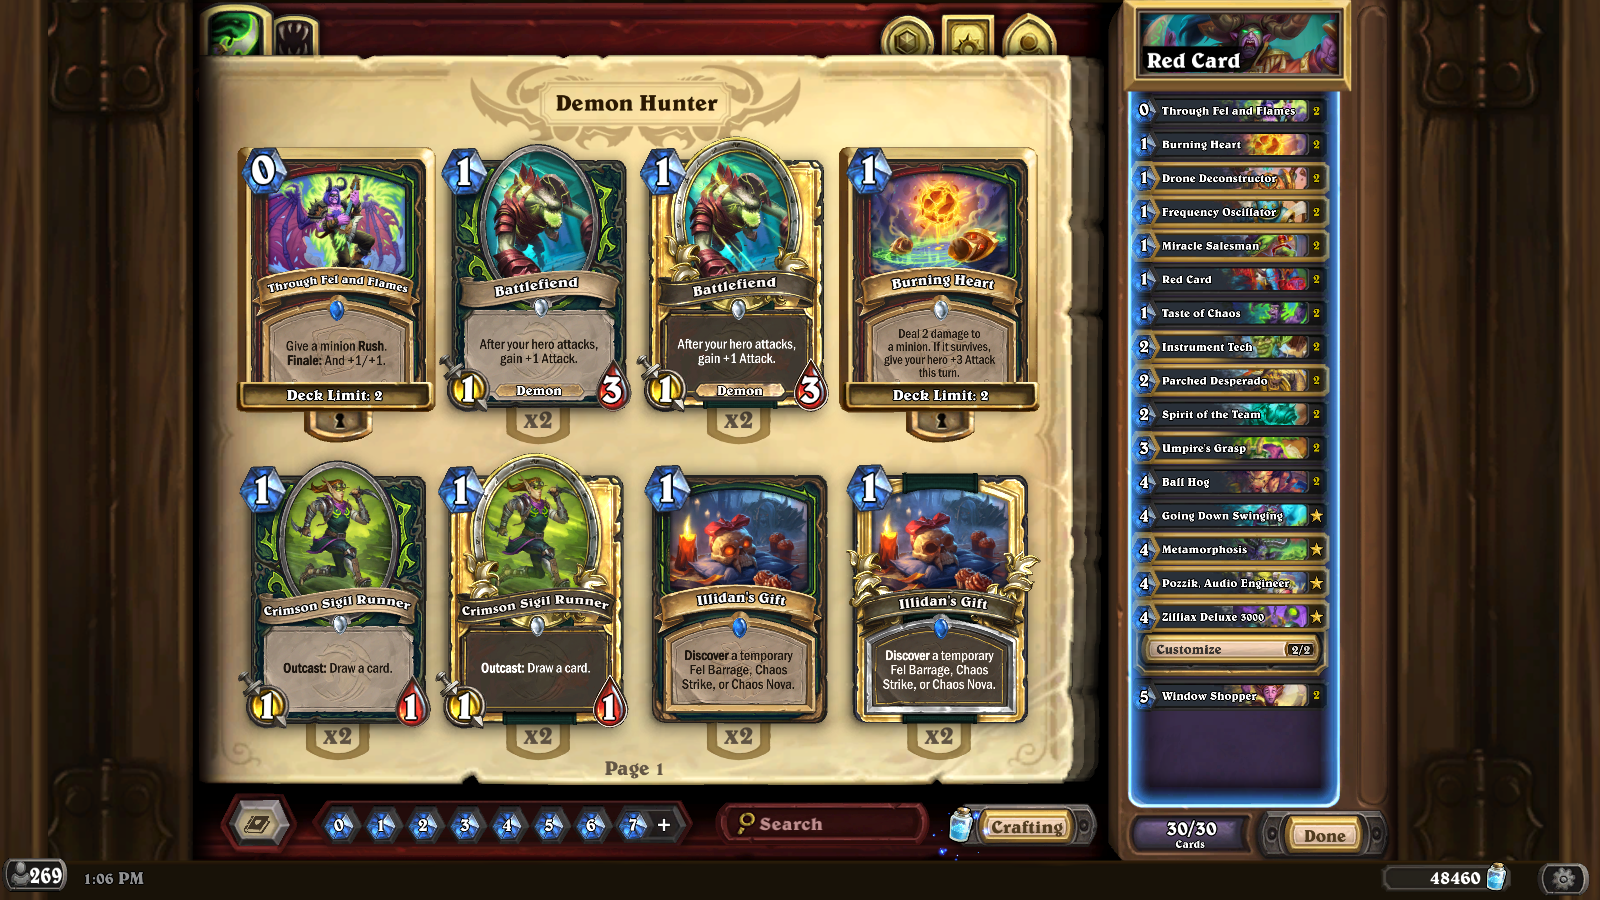 Demon Hunter
0
Through Fel and Flames
Give a minion Rush.
Finale: And +1/+1.
Deck Limit: 2
1
Battlefiend
After your hero attacks,
gain +1 Attack.
1
Demon
3
x2
1
Battlefiend
After your hero attacks,
gain +1 Attack.
1
Demon
3
x2
1
Burning Heart
Deal 2 damage to
a minion. If it survives,
give your hero +3 Attack
this turn.
Deck Limit: 2
1
Crimson Sigil Runner
Outcast: Draw a card.
1
1
x2
1
Crimson Sigil Runner
Outcast: Draw a card.
1
1
x2
1
Illidan's Gift
Discover a temporary
Fel Barrage, Chaos
Strike, or Chaos Nova.
x2
1
Illidan's Gift
Discover a temporary
Fel Barrage, Chaos
Strike, or Chaos Nova.
x2
Page 1
0 1 2 3 4 5 6 7 +
Search
Crafting
Red Card
0 Through Fel and Flames 2
1 Burning Heart 2
1 Drone Deconstructor 2
1 Frequency Oscillator 2
1 Miracle Salesman 2
1 Red Card 2
1 Taste of Chaos 2
2 Instrument Tech 2
2 Parched Desperado 2
2 Spirit of the Team 2
3 Umpire's Grasp 2
4 Ball Hog 2
4 Going Down Swinging
4 Metamorphosis
4 Pozzik, Audio Engineer
4 Zilliax Deluxe 3000
Customize 2/2
5 Window Shopper 2
30/30
Cards
Done
269
1:06 PM
48460